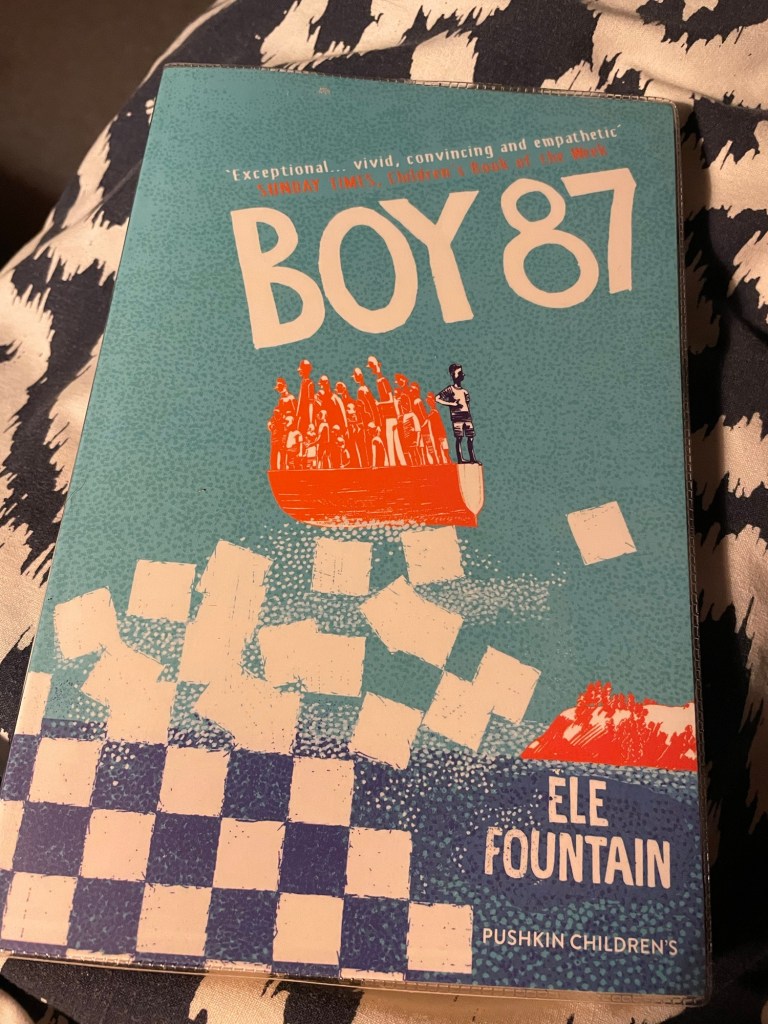 ‘Exceptional... vivid, convincing and empathetic’
SUNDAY TIMES, Children's Book of the Week
BOY 87
ELE
FOUNTAIN
PUSHKIN CHILDREN'S